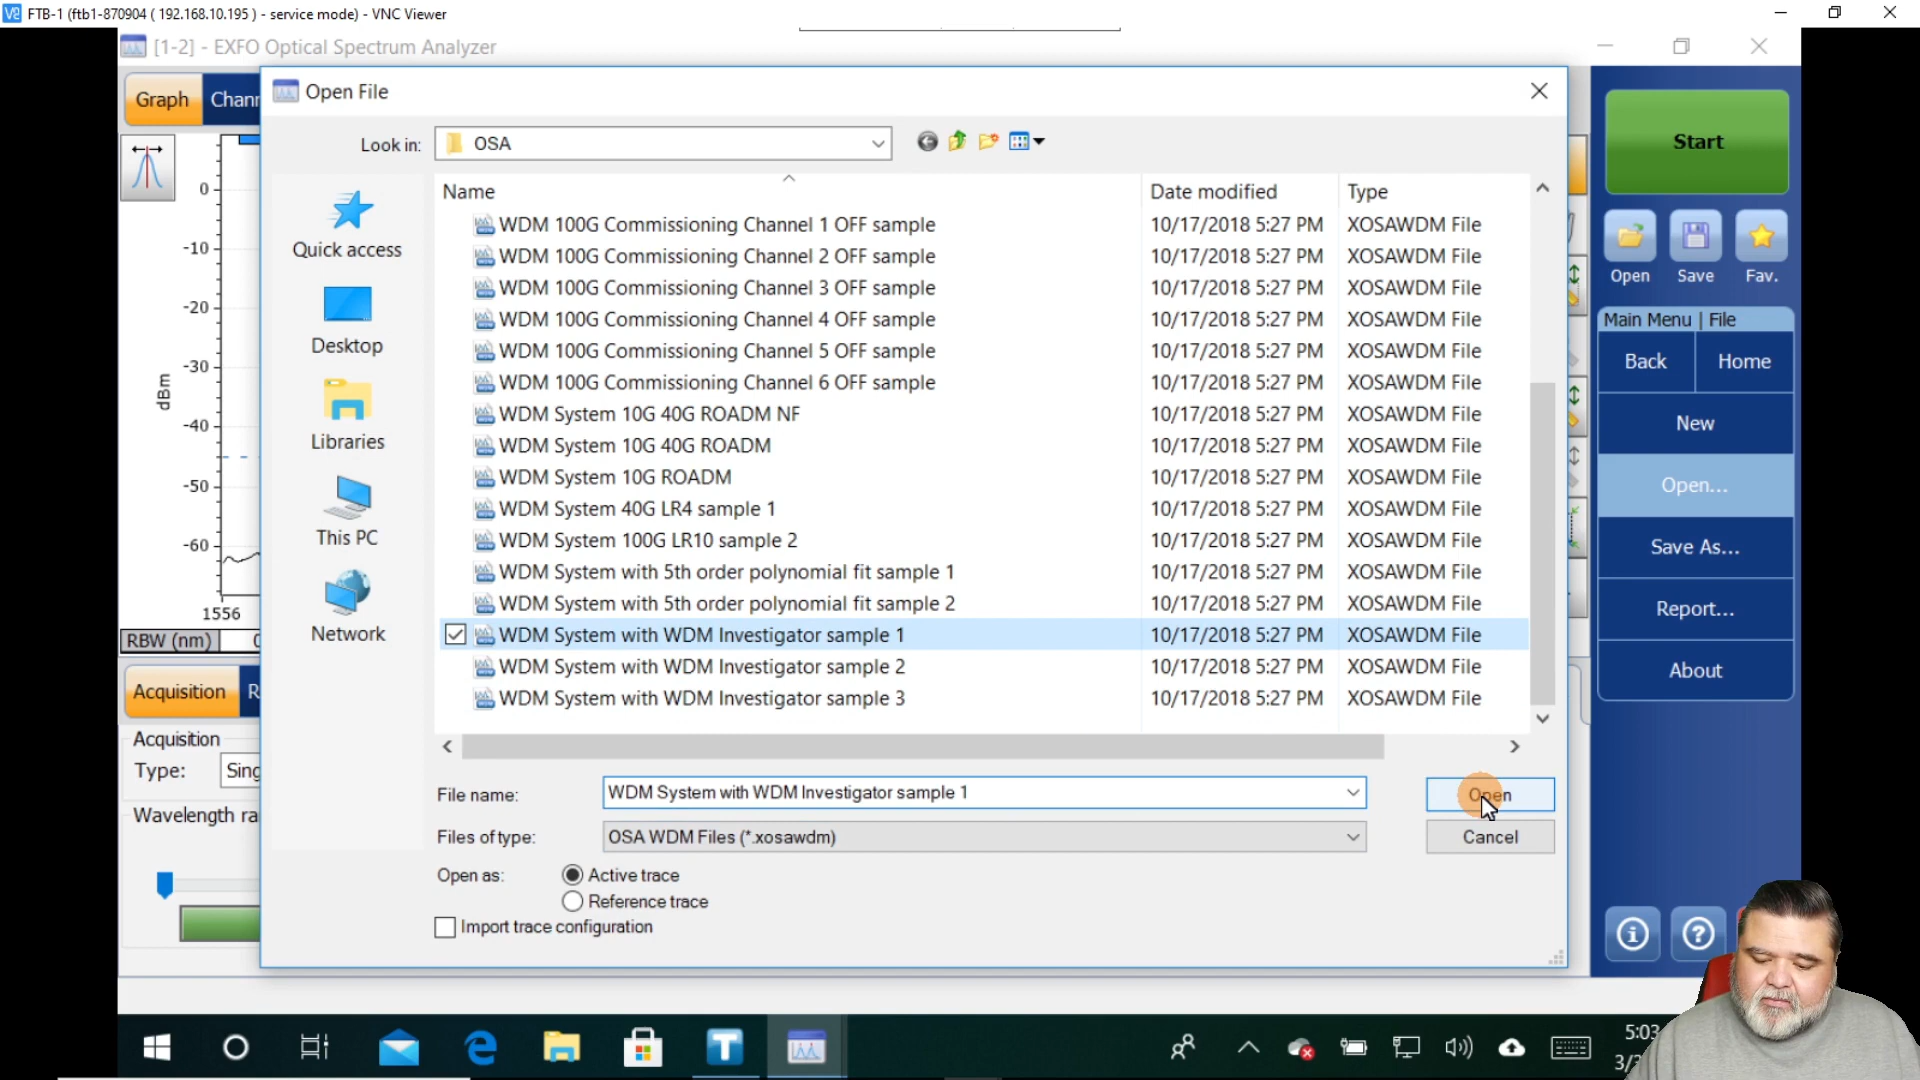 FTB-1 (ftb1-870904 ( 192.168.10.195 ) - service mode) - VNC Viewer
[1-2] - EXFO Optical Spectrum Analyzer
Graph
Open File
Look in:
OSA
Name
Date modified
Type
WDM 100G Commissioning Channel 1 OFF sample 10/17/2018 5:27 PM XOSAWDM File
WDM 100G Commissioning Channel 2 OFF sample 10/17/2018 5:27 PM XOSAWDM File
WDM 100G Commissioning Channel 3 OFF sample 10/17/2018 5:27 PM XOSAWDM File
WDM 100G Commissioning Channel 4 OFF sample 10/17/2018 5:27 PM XOSAWDM File
WDM 100G Commissioning Channel 5 OFF sample 10/17/2018 5:27 PM XOSAWDM File
WDM 100G Commissioning Channel 6 OFF sample 10/17/2018 5:27 PM XOSAWDM File
WDM System 10G 40G ROADM NF 10/17/2018 5:27 PM XOSAWDM File
WDM System 10G 40G ROADM 10/17/2018 5:27 PM XOSAWDM File
WDM System 10G ROADM 10/17/2018 5:27 PM XOSAWDM File
WDM System 40G LR4 sample 1 10/17/2018 5:27 PM XOSAWDM File
WDM System 100G LR10 sample 2 10/17/2018 5:27 PM XOSAWDM File
WDM System with 5th order polynomial fit sample 1 10/17/2018 5:27 PM XOSAWDM File
WDM System with 5th order polynomial fit sample 2 10/17/2018 5:27 PM XOSAWDM File
WDM System with WDM Investigator sample 1 10/17/2018 5:27 PM XOSAWDM File
WDM System with WDM Investigator sample 2 10/17/2018 5:27 PM XOSAWDM File
WDM System with WDM Investigator sample 3 10/17/2018 5:27 PM XOSAWDM File
Quick access
Desktop
Libraries
This PC
Network
File name:
WDM System with WDM Investigator sample 1
Open
Files of type:
OSA WDM Files (*.xosawdm)
Cancel
Open as:
Active trace
Reference trace
Import trace configuration
dBm
0
-10
-20
-30
-40
-50
-60
1556
RBW (nm)
Acquisition
Acquisition
Type:
Wavelength
Start
Open
Save
Fav.
Main Menu | File
Back
Home
New
Open...
Save As...
Report...
About
5:03